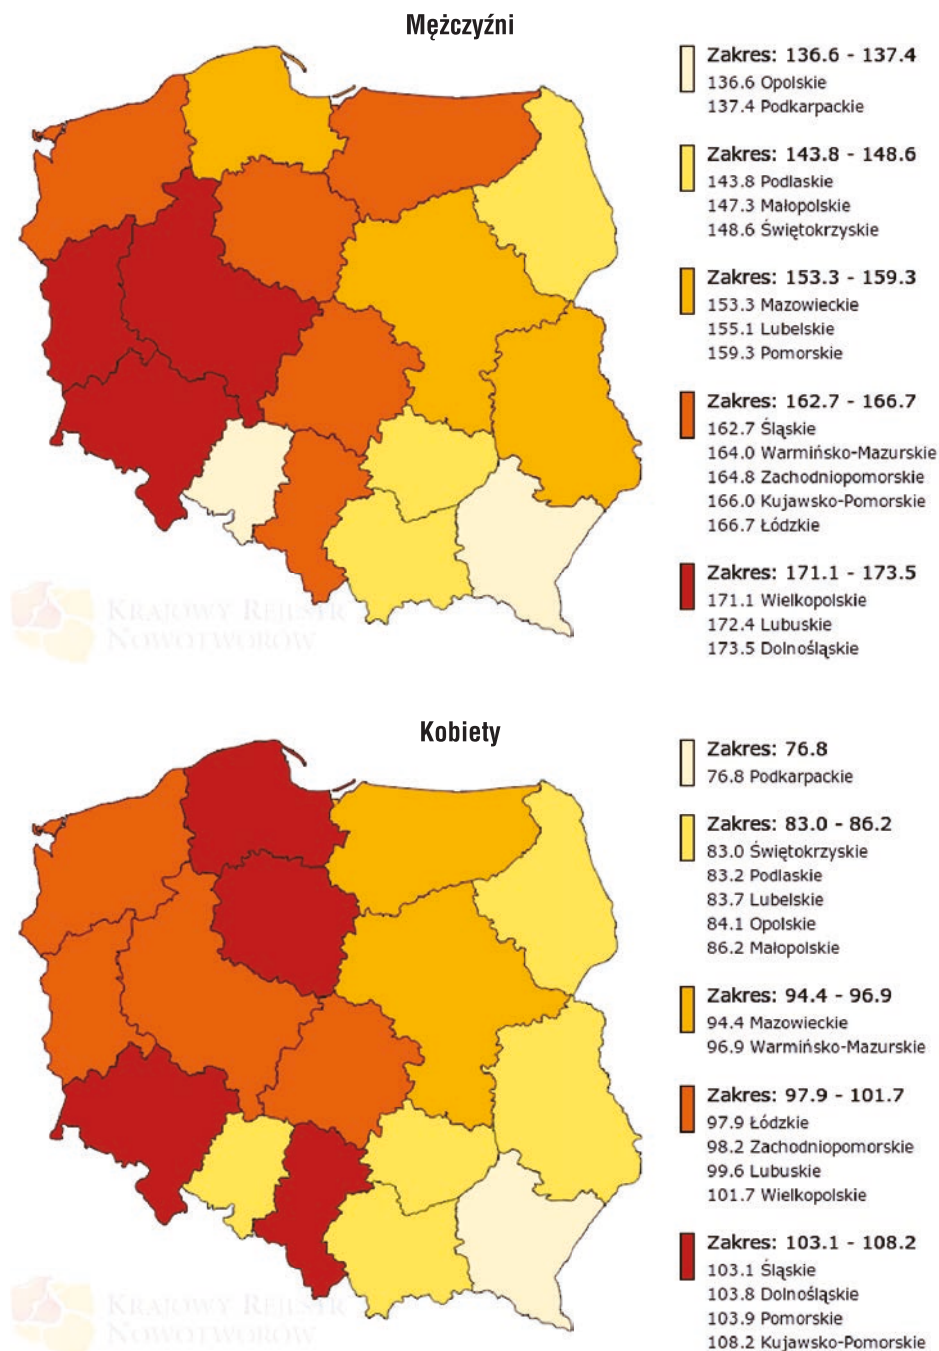 Mężczyźni
Zakres: 136.6 - 137.4
136.6 Opolskie
137.4 Podkarpackie
Zakres: 143.8 - 148.6
143.8 Podlaskie
147.3 Małopolskie
148.6 Świętokrzyskie
Zakres: 153.3 - 159.3
153.3 Mazowieckie
155.1 Lubelskie
159.3 Pomorskie
Zakres: 162.7 - 166.7
162.7 Śląskie
164.0 Warmińsko-Mazurskie
164.8 Zachodniopomorskie
166.0 Kujawsko-Pomorskie
166.7 Łódzkie
Zakres: 171.1 - 173.5
171.1 Wielkopolskie
172.4 Lubuskie
173.5 Dolnośląskie
KRAJOWY REJESTR
NOWOTWORÓW
Kobiety
Zakres: 76.8
76.8 Podkarpackie
Zakres: 83.0 - 86.2
83.0 Świętokrzyskie
83.2 Podlaskie
83.7 Lubelskie
84.1 Opolskie
86.2 Małopolskie
Zakres: 94.4 - 96.9
94.4 Mazowieckie
96.9 Warmińsko-Mazurskie
Zakres: 97.9 - 101.7
97.9 Łódzkie
98.2 Zachodniopomorskie
99.6 Lubuskie
101.7 Wielkopolskie
Zakres: 103.1 - 108.2
103.1 Śląskie
103.8 Dolnośląskie
103.9 Pomorskie
108.2 Kujawsko-Pomorskie
KRAJOWY REJESTR
NOWOTWORÓW